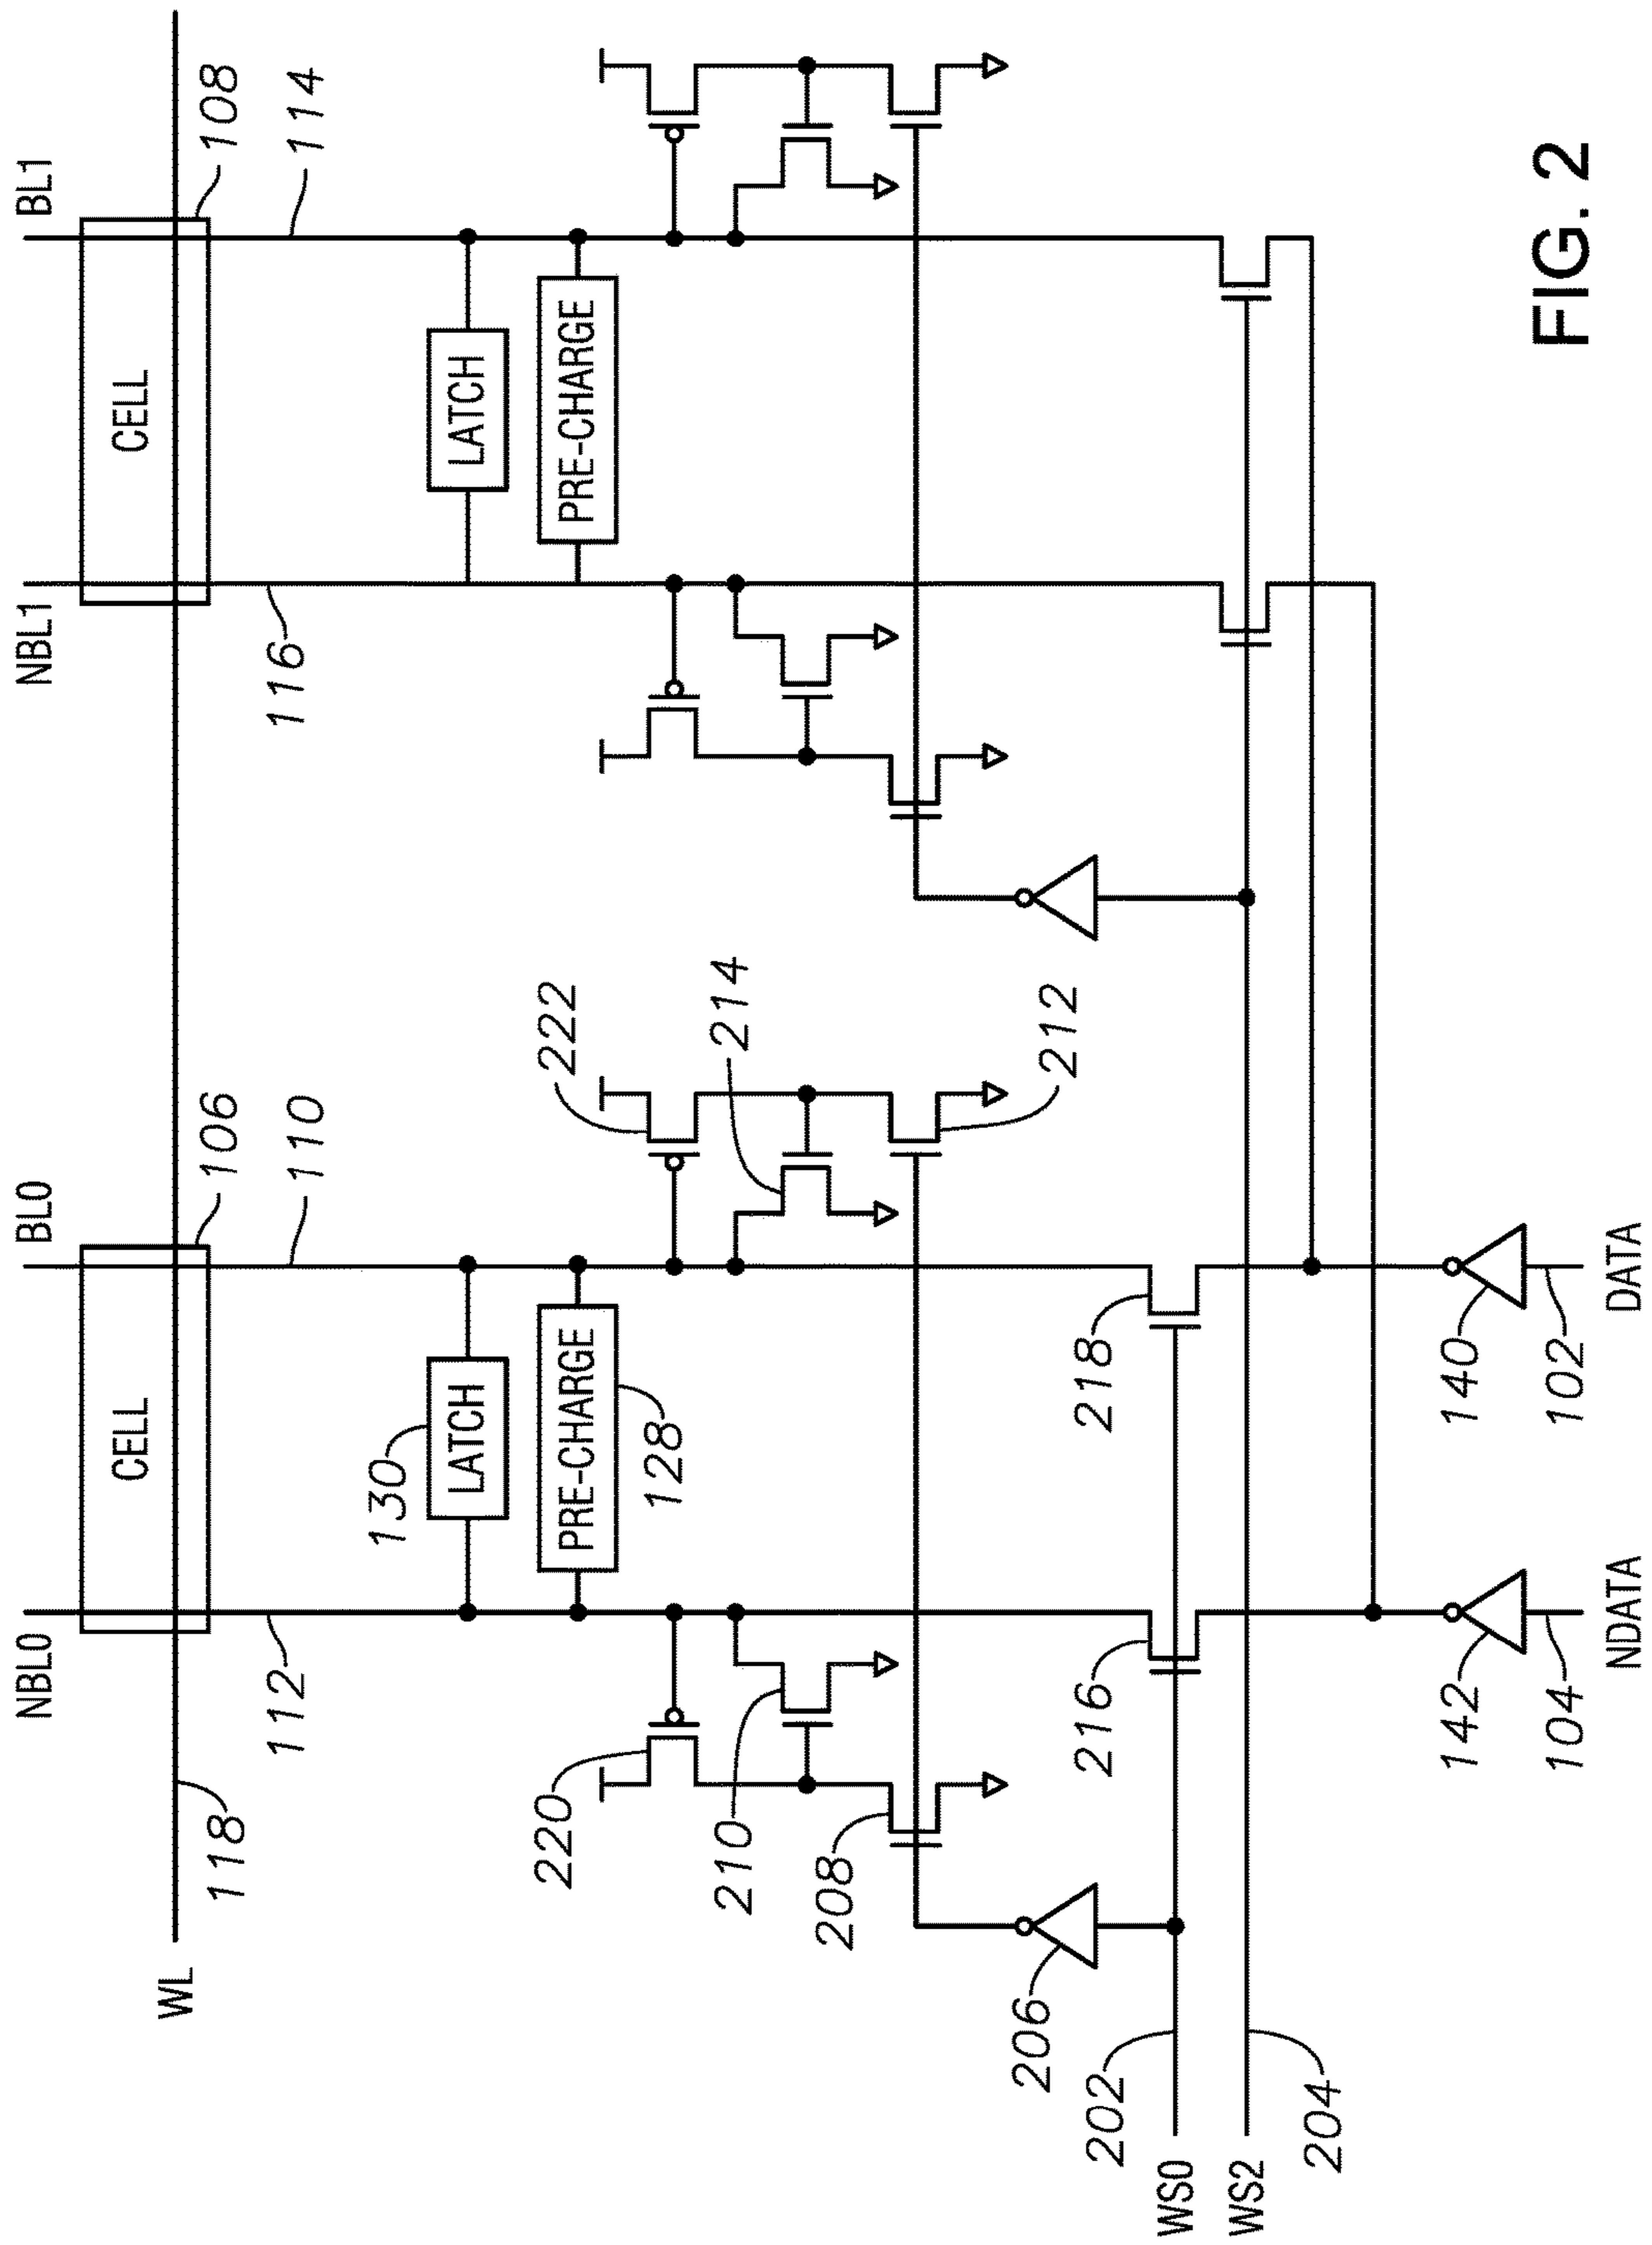 NBL0
BL0
NBL1
BL1
WL
118
CELL
106
CELL
108
112
110
116
114
130
LATCH
LATCH
PRE-CHARGE
128
PRE-CHARGE
220
222
210
214
208
212
206
202
WS0
216
218
WS2
204
142
140
104
102
NDATA
DATA
FIG. 2